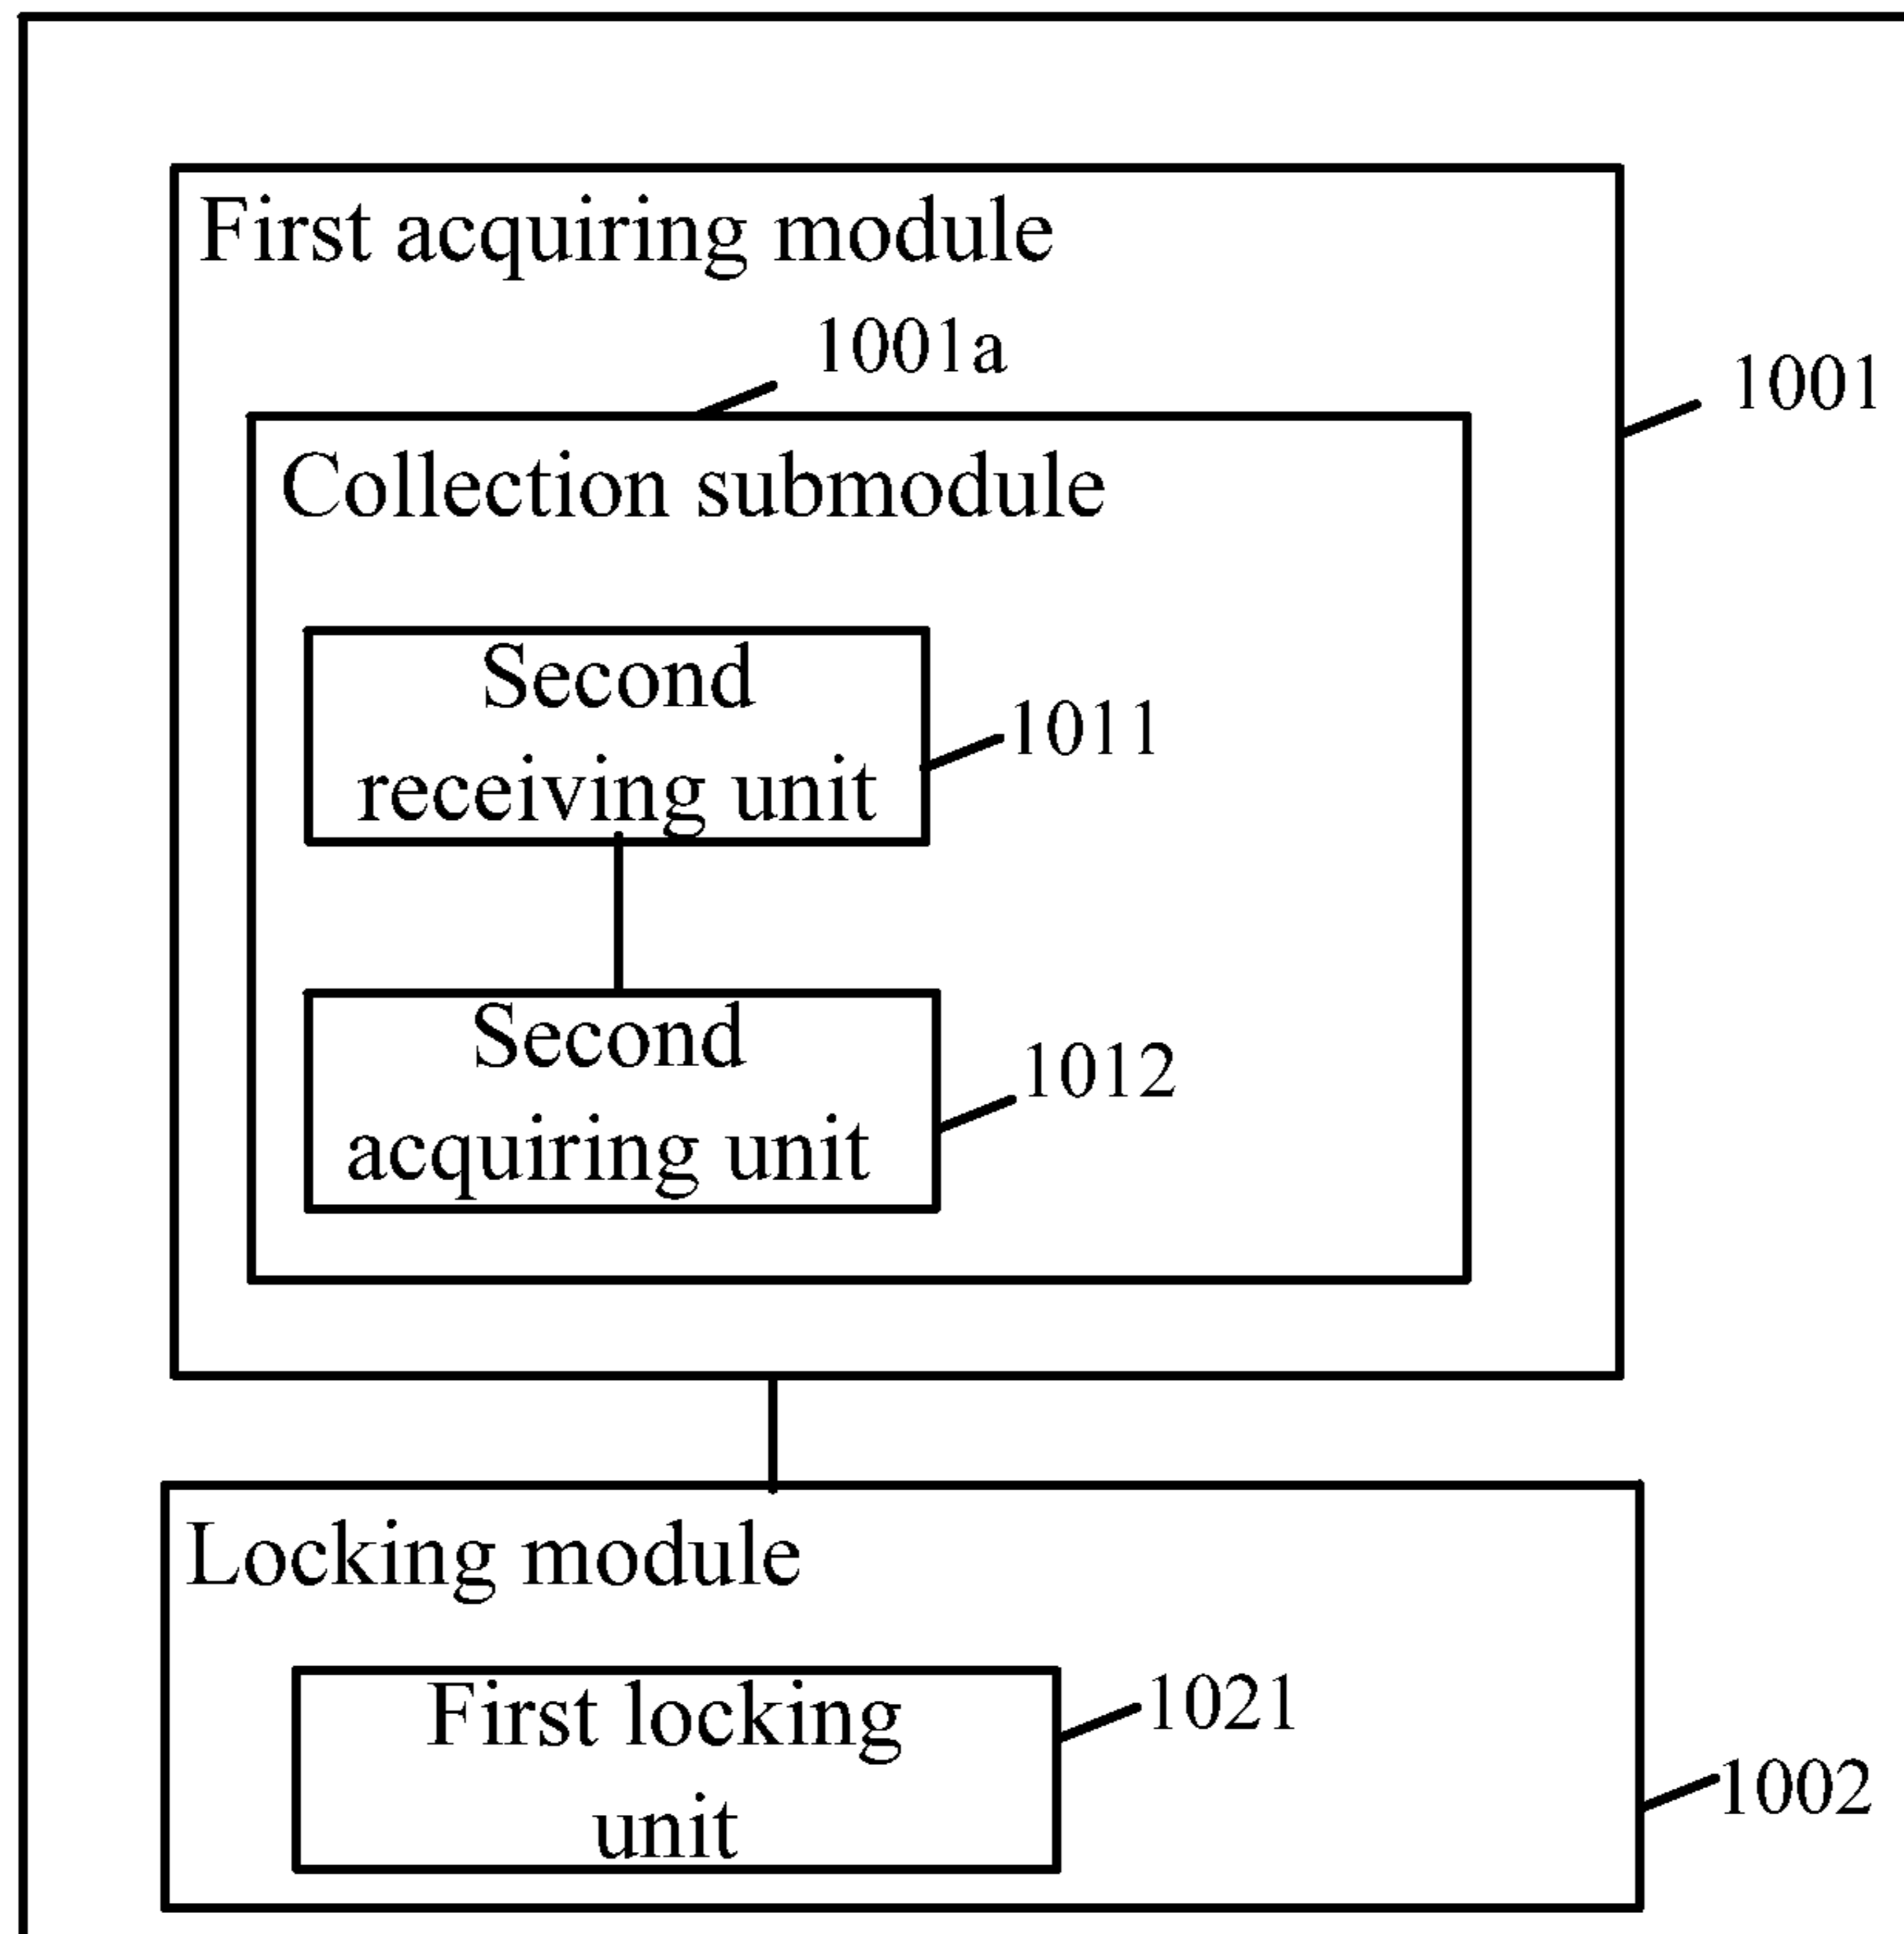 First acquiring module
1001a
1001
Collection submodule
Second
receiving unit
1011
Second
acquiring unit
1012
Locking module
First locking
unit
1021
1002